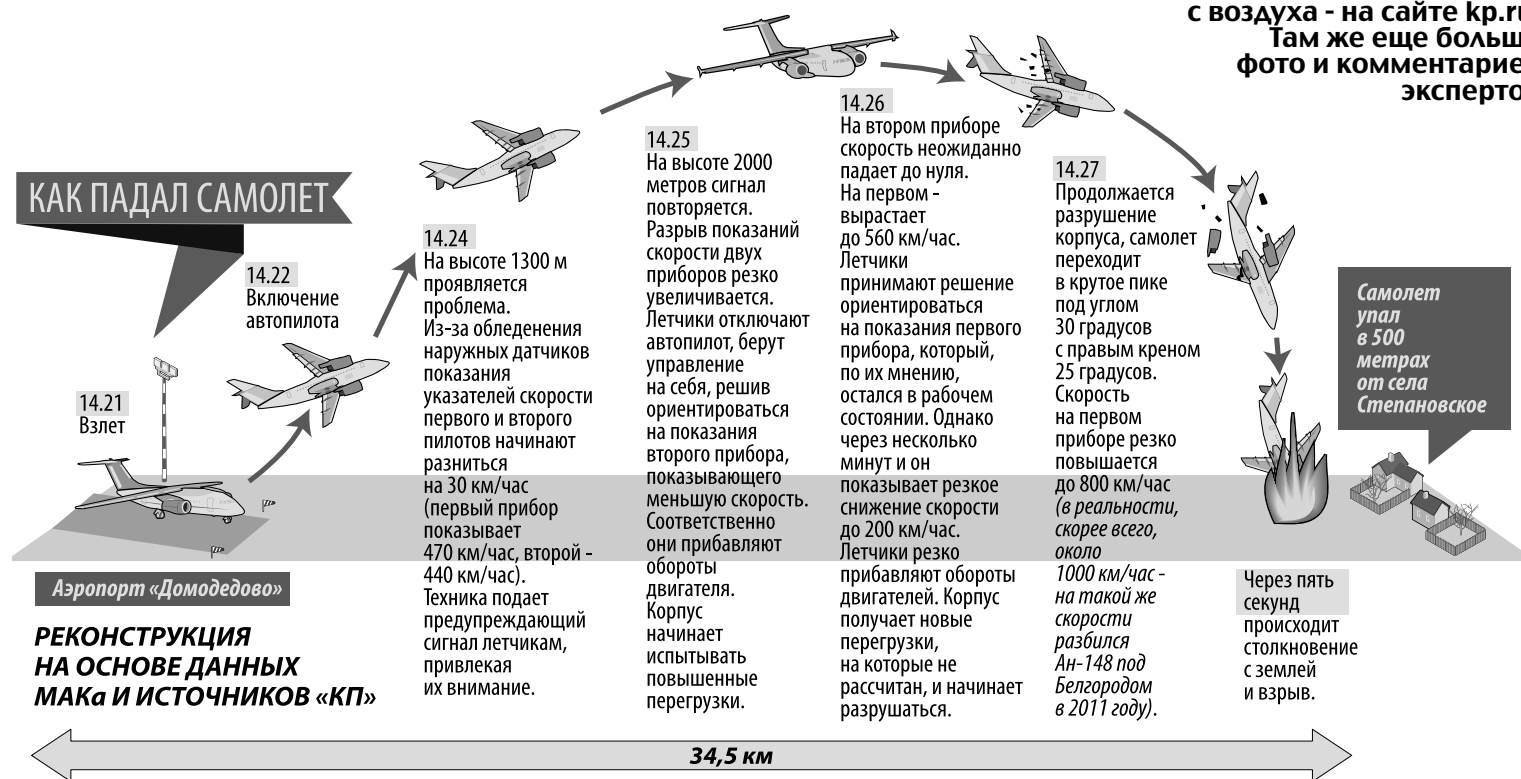 с воздуха - на сайте kp.ru
Там же еще больш
фото и комментарие
эксперто
КАК ПАДАЛ САМОЛЕТ
14.21
Взлет
14.22
Включение
автопилота
14.24
На высоте 1300 м
проявляется
проблема.
Из-за обледенения
наружных датчиков
показания
указателей скорости
первого и второго
пилотов начинают
разниться
на 30 км/час
(первый прибор
показывает
470 км/час, второй -
440 км/час).
Техника подает
предупреждающий
сигнал летчикам,
привлекая
их внимание.
14.25
На высоте 2000
метров сигнал
повторяется.
Разрыв показаний
скорости двух
приборов резко
увеличивается.
Летчики отключают
автопилот, берут
управление
на себя, решив
ориентироваться
на показания
второго прибора,
показывающего
меньшую скорость.
Соответственно
они прибавляют
обороты
двигателя.
Корпус
начинает
испытывать
повышенные
перегрузки.
14.26
На втором приборе
скорость неожиданно
падает до нуля.
На первом -
вырастает
до 560 км/час.
Летчики
принимают решение
ориентироваться
на показания первого
прибора, который,
по их мнению,
остался в рабочем
состоянии. Однако
через несколько
минут и он
показывает резкое
снижение скорости
до 200 км/час.
Летчики резко
прибавляют обороты
двигателей. Корпус
получает новые
перегрузки,
на которые не
рассчитан, и начинает
разрушаться.
14.27
Продолжается
разрушение
корпуса, самолет
переходит
в крутое пике
под углом
30 градусов
с правым креном
25 градусов.
Скорость
на первом
приборе резко
повышается
до 800 км/час
(в реальности,
скорее всего,
около
1000 км/час -
на такой же
скорости
разбился
Ан-148 под
Белгородом
в 2011 году).
Через пять
секунд
происходит
столкновение
с землей
и взрыв.
Самолет
упал
в 500
метрах
от села
Степановское
Аэропорт «Домодедово»
РЕКОНСТРУКЦИЯ
НА ОСНОВЕ ДАННЫХ
МАКа И ИСТОЧНИКОВ «КП»
34,5 км